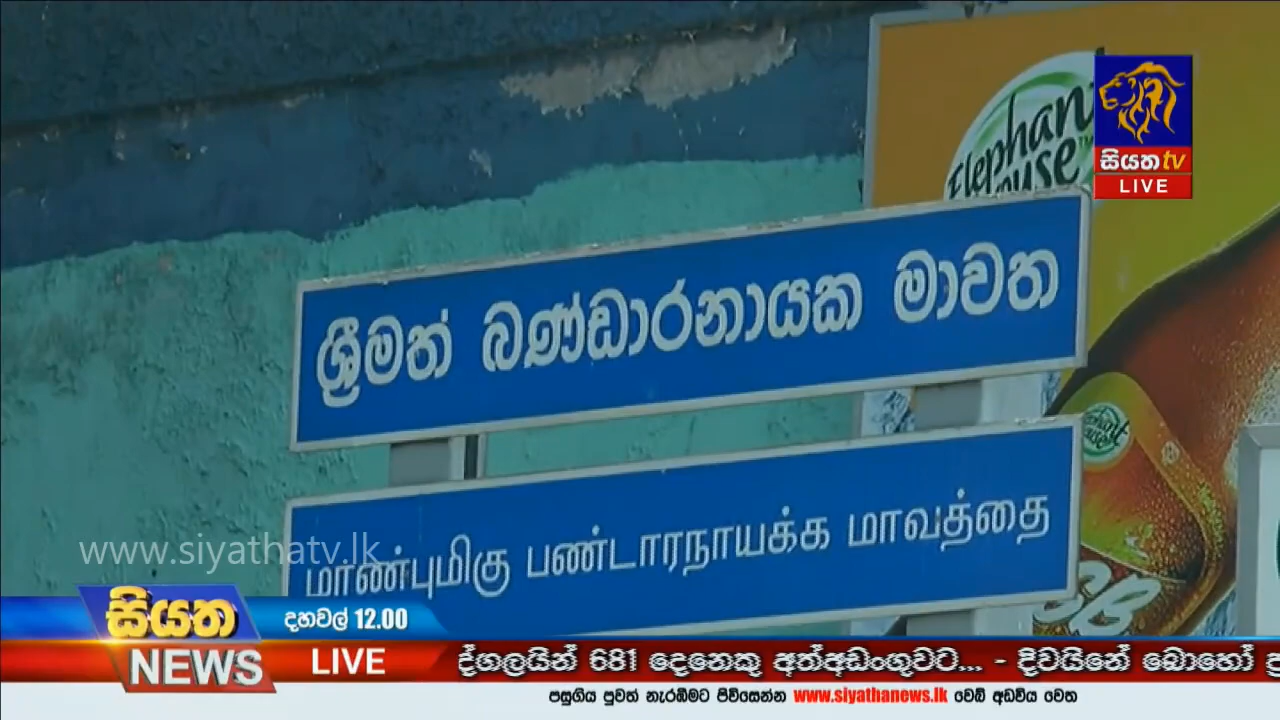 Elephant
House
සියත tv
LIVE
ශ්‍රීමත් බණ්ඩාරනායක මාවත
மாண்புமிகு பண்டாரநாயக்க மாவத்தை
www.siyathatv.lk
සියත
දහවල් 12.00
NEWS
LIVE
ද්ගලයින් 681 දෙනෙකු අත්අඩංගුවට... - දිවයිනේ බොහෝ
පසුගිය පුවත් නැරඹීමට පිවිසෙන්න www.siyathanews.lk වෙබ් අඩවිය වෙත